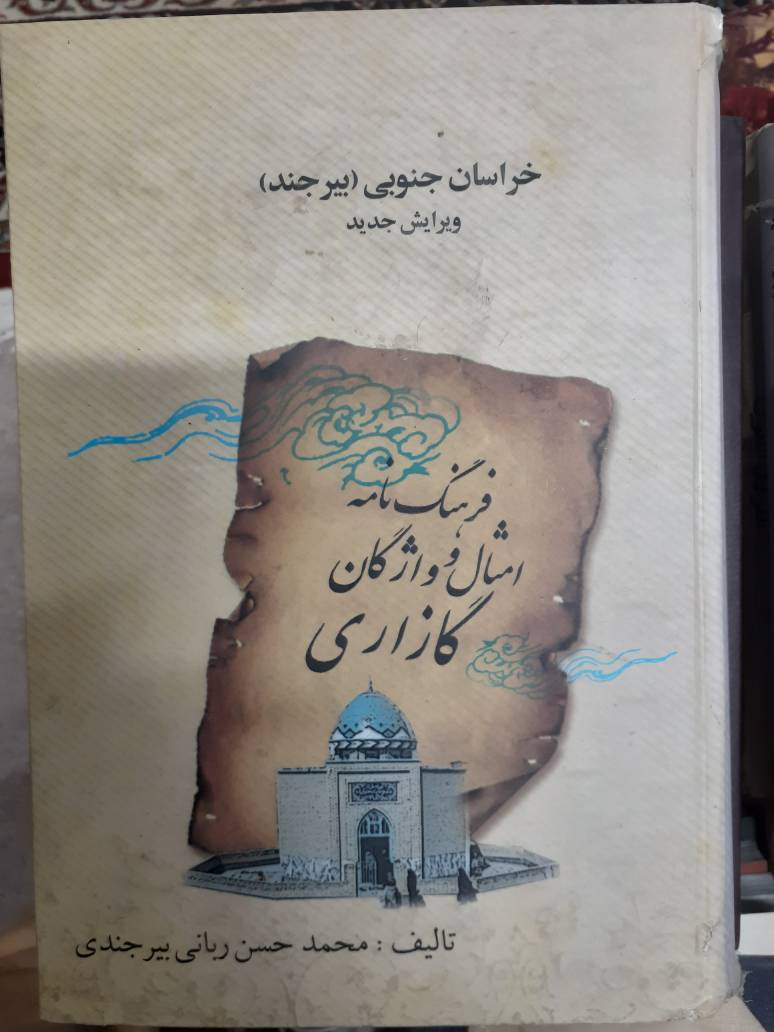 خراسان جنوبی (بیرجند)
ویرایش جدید
فرهنگ نامه
امثال و واژگان
گازاری
تالیف : محمد حسن ربانی بیرجندی